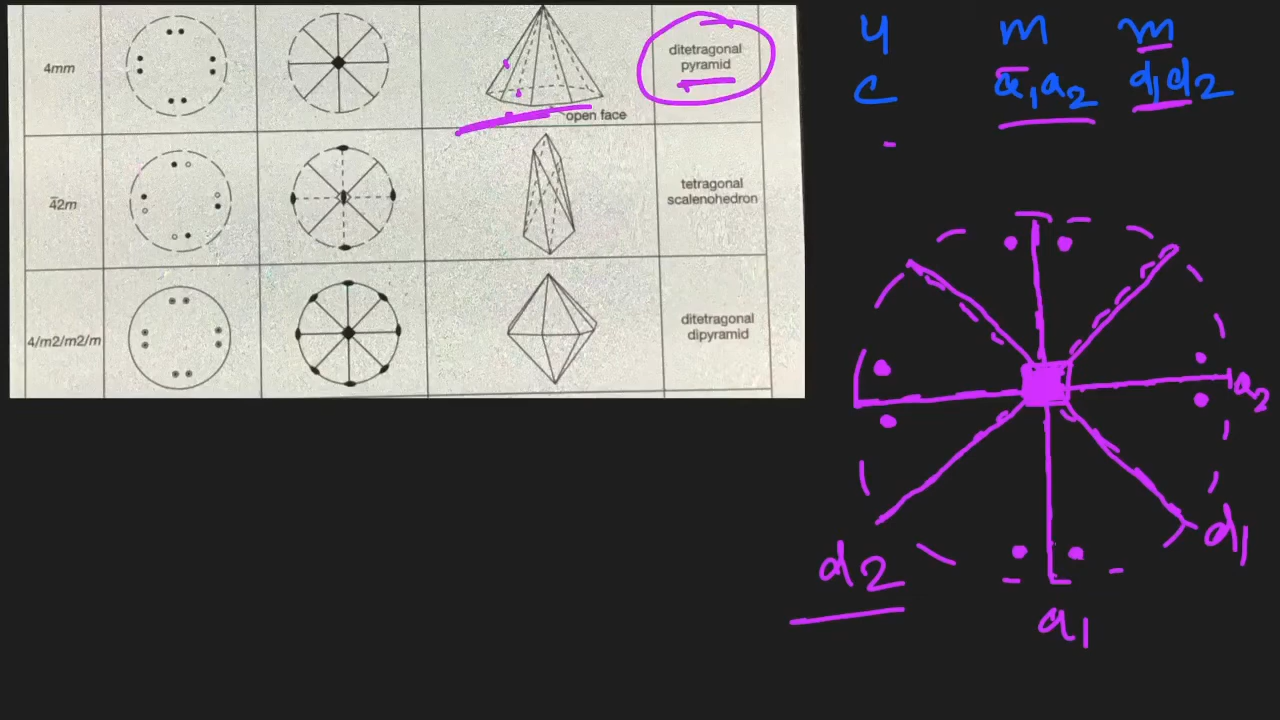 4mm
ditetragonal
pyramid
open face
4̄2m
tetragonal
scalenohedron
4/m2/m2/m
ditetragonal
dipyramid
4 m m
c a̅₁a₂ d₁d₂
a₂
d₁
d₂
a₁